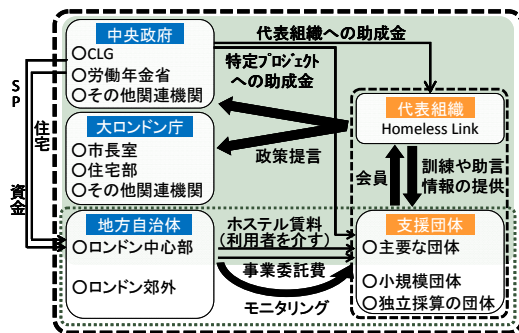 中央政府
○CLG
○労働年金省
○その他関連機関
代表組織への助成金
特定プロジェクト
への助成金
SP
住宅
資金
大ロンドン庁
○市長室
○住宅部
○その他関連機関
政策提言
代表組織
Homeless Link
会員
訓練や助言
情報の提供
地方自治体
○ロンドン中心部
○ロンドン郊外
ホステル賃料
(利用者を介す)
事業委託費
モニタリング
支援団体
○主要な団体
○小規模団体
○独立採算の団体